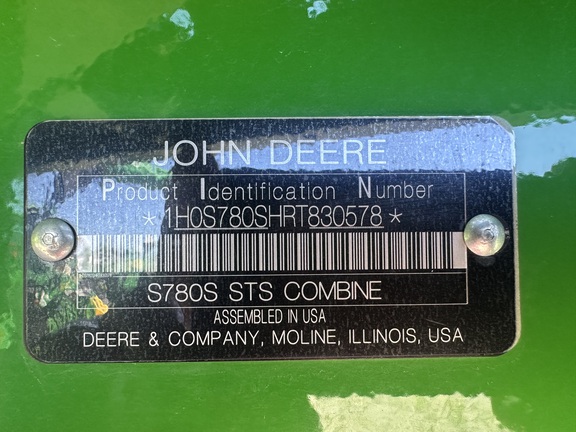 JOHN DEERE
Product Identification Number
*1H0S780SHRT830578*
S780S STS COMBINE
ASSEMBLED IN USA
DEERE & COMPANY, MOLINE, ILLINOIS, USA